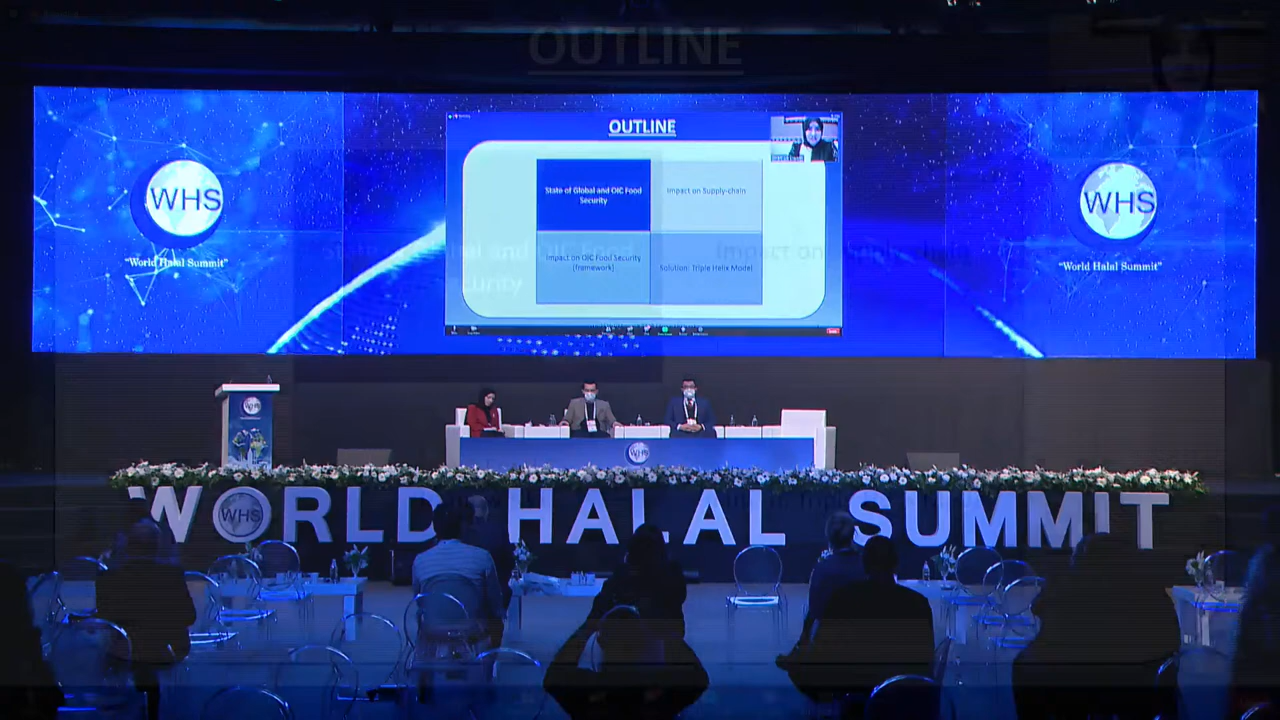 OUTLINE
OUTLINE
State of Global and OIC Food
Security
Impact on Supply-chain
Impact on OIC Food Security
(framework)
Solution: Triple Helix Model
WHS
"World Halal Summit"
WHS
"World Halal Summit"
WHS
WORLD HALAL SUMMIT
WHS